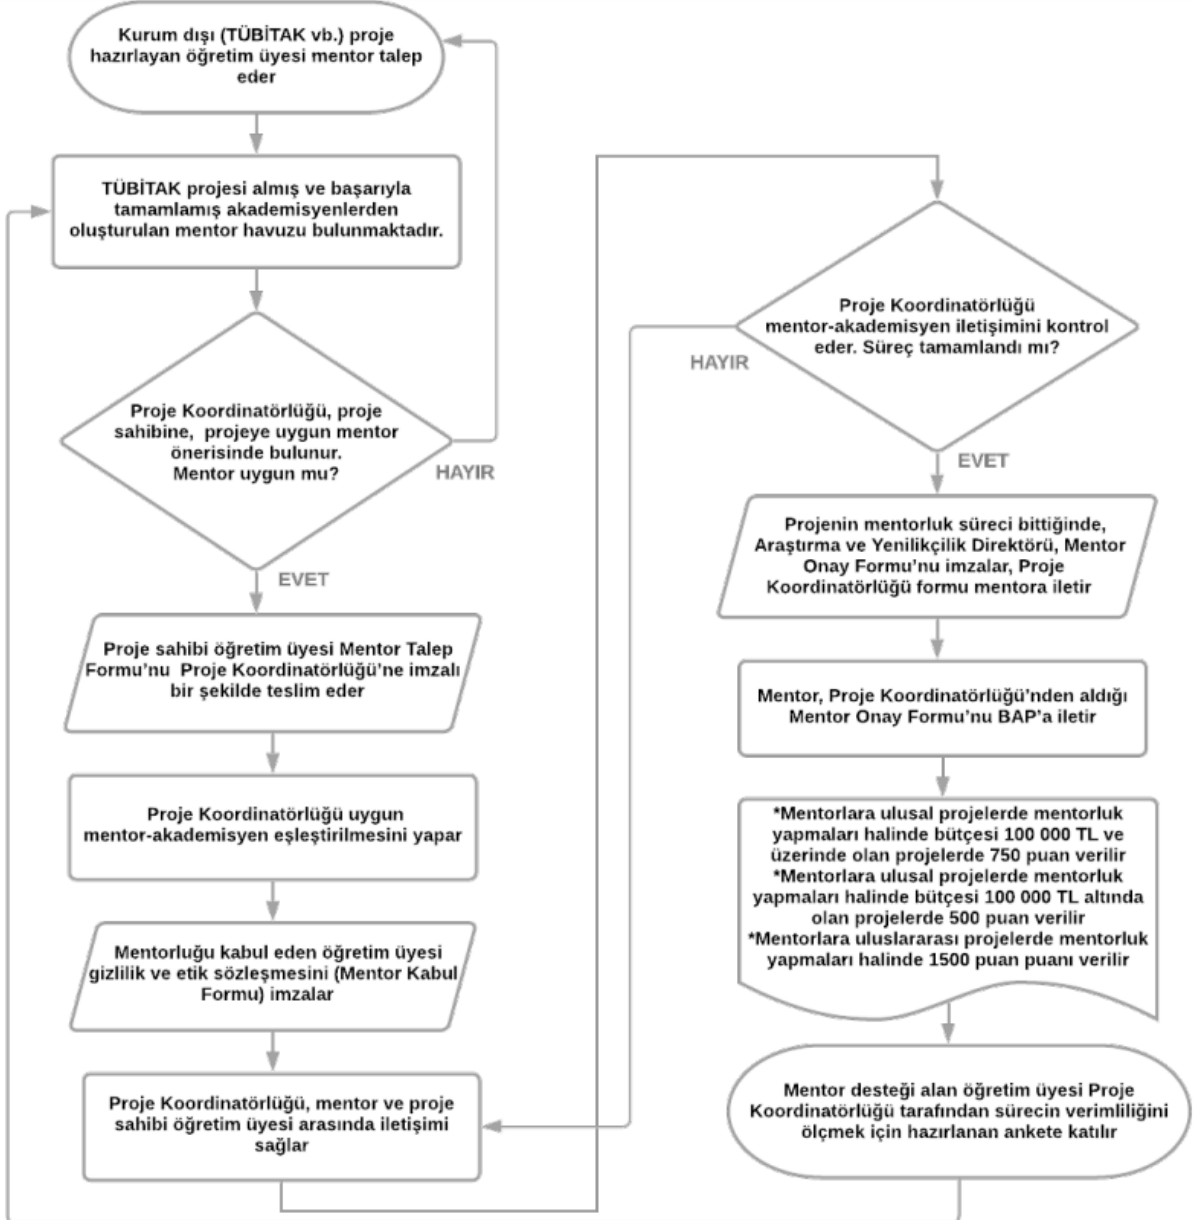 Kurum dışı (TÜBİTAK vb.) proje
hazırlayan öğretim üyesi mentor talep
eder
TÜBİTAK projesi almış ve başarıyla
tamamlamış akademisyenlerden
oluşturulan mentor havuzu bulunmaktadır.
Proje Koordinatörlüğü, proje
sahibine, projeye uygun mentor
önerisinde bulunur.
Mentor uygun mu?
HAYIR
EVET
Proje sahibi öğretim üyesi Mentor Talep
Formu’nu Proje Koordinatörlüğü’ne imzalı
bir şekilde teslim eder
Proje Koordinatörlüğü uygun
mentor-akademisyen eşleştirilmesini yapar
Mentorluğu kabul eden öğretim üyesi
gizlilik ve etik sözleşmesini (Mentor Kabul
Formu) imzalar
Proje Koordinatörlüğü, mentor ve proje
sahibi öğretim üyesi arasında iletişimi
sağlar
Proje Koordinatörlüğü
mentor-akademisyen iletişimini kontrol
eder. Süreç tamamlandı mı?
HAYIR
EVET
Projenin mentorluk süreci bittiğinde,
Araştırma ve Yenilikçilik Direktörü, Mentor
Onay Formu’nu imzalar, Proje
Koordinatörlüğü formu mentora iletir
Mentor, Proje Koordinatörlüğü’nden aldığı
Mentor Onay Formu’nu BAP’a iletir
*Mentorlara ulusal projelerde mentorluk
yapmaları halinde bütçesi 100 000 TL ve
üzerinde olan projelerde 750 puan verilir
*Mentorlara ulusal projelerde mentorluk
yapmaları halinde bütçesi 100 000 TL altında
olan projelerde 500 puan verilir
*Mentorlara uluslararası projelerde mentorluk
yapmaları halinde 1500 puan puanı verilir
Mentor desteği alan öğretim üyesi Proje
Koordinatörlüğü tarafından sürecin verimliliğini
ölçmek için hazırlanan ankete katılır